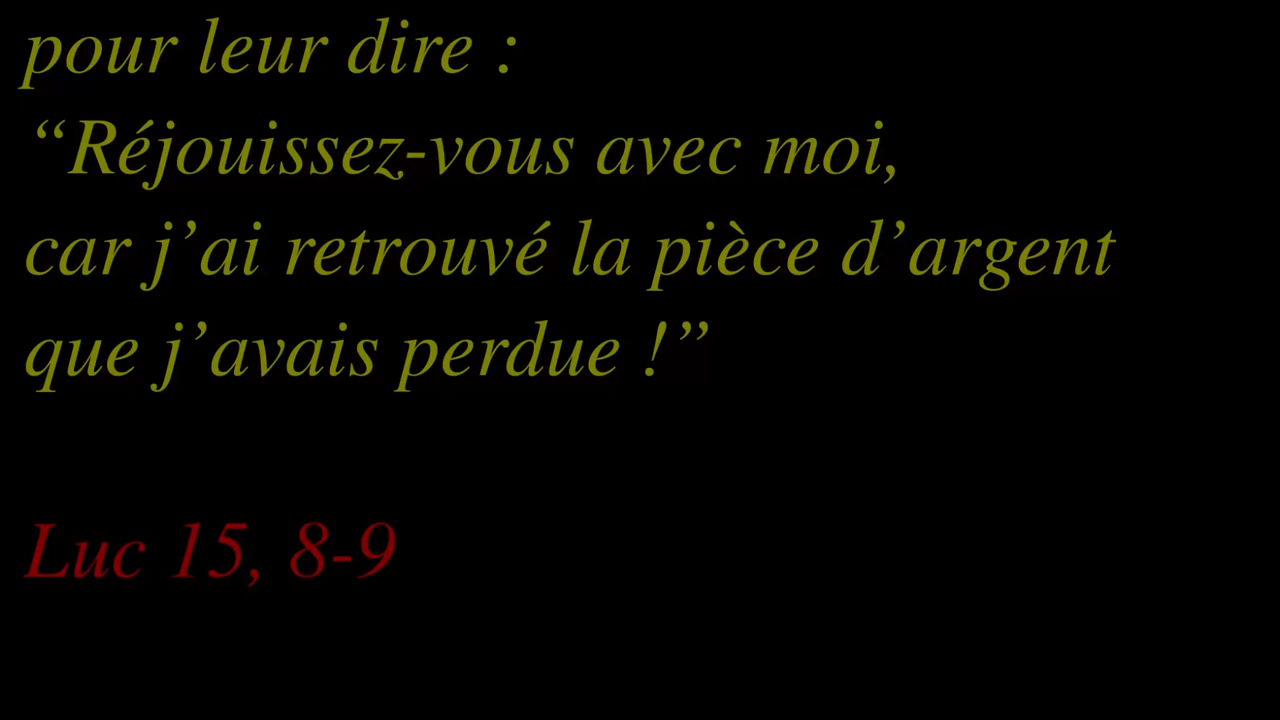 pour leur dire :
“Réjouissez-vous avec moi,
car j’ai retrouvé la pièce d’argent
que j’avais perdue !”
Luc 15, 8-9